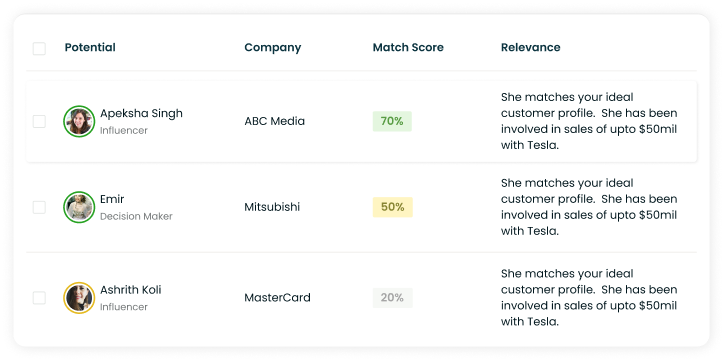 Potential Company Match Score Relevance
Apeksha Singh
Influencer
ABC Media
70%
She matches your ideal
customer profile. She has been
involved in sales of upto $50mil
with Tesla.
Emir
Decision Maker
Mitsubishi
50%
She matches your ideal
customer profile. She has been
involved in sales of upto $50mil
with Tesla.
Ashrith Koli
Influencer
MasterCard
20%
She matches your ideal
customer profile. She has been
involved in sales of upto $50mil
with Tesla.